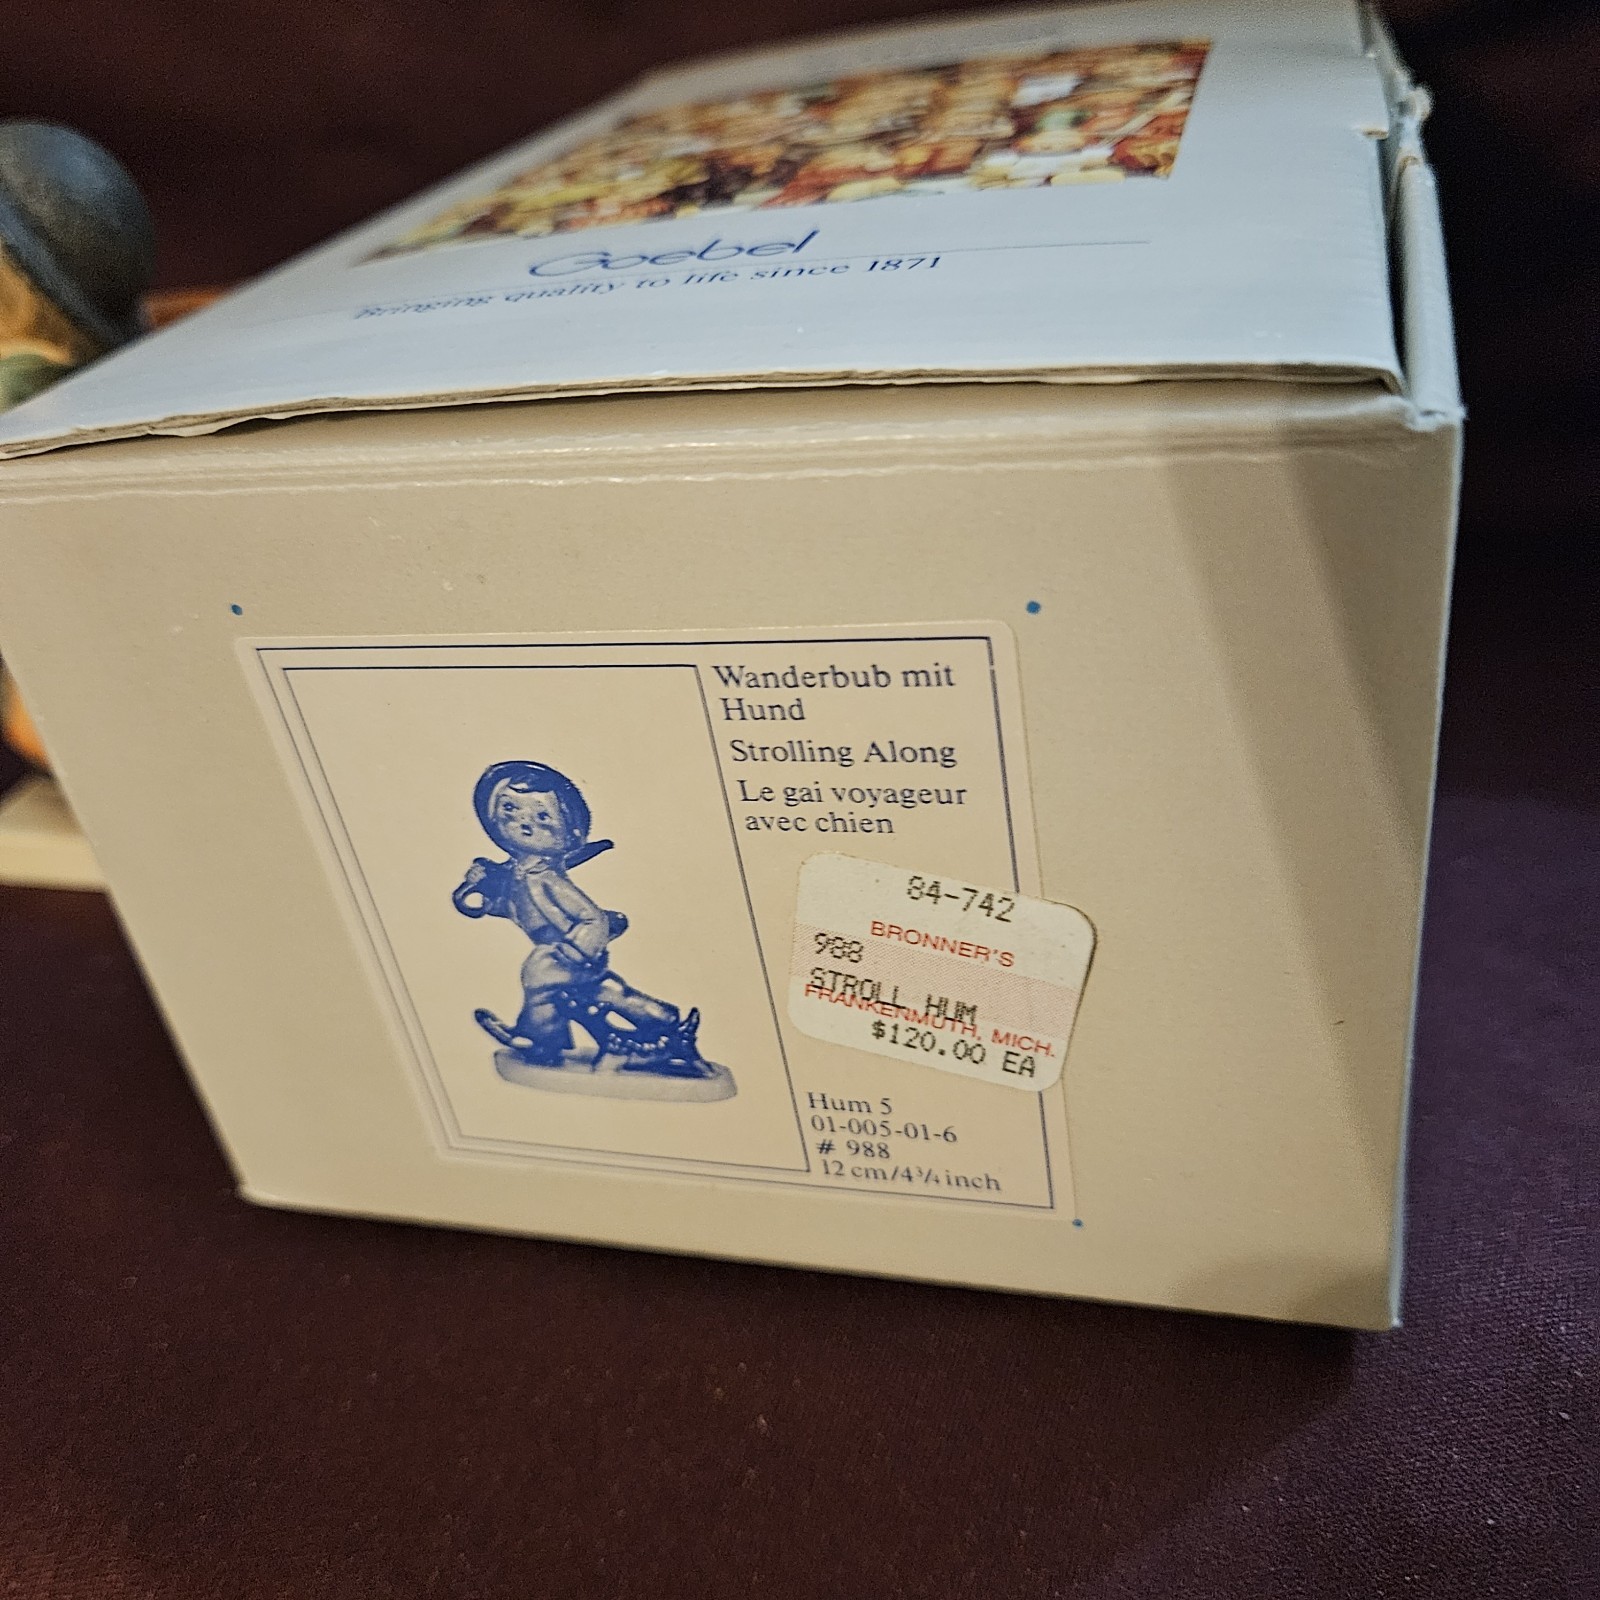 Goebel
Bringing quality to life since 1871
Wanderbub mit
Hund
Strolling Along
Le gai voyageur
avec chien
84-742
BRONNER'S
988
STROLL HUM
FRANKENMUTH, MICH.
$120.00 EA
Hum 5
01-005-01-6
# 988
12 cm/4¾ inch